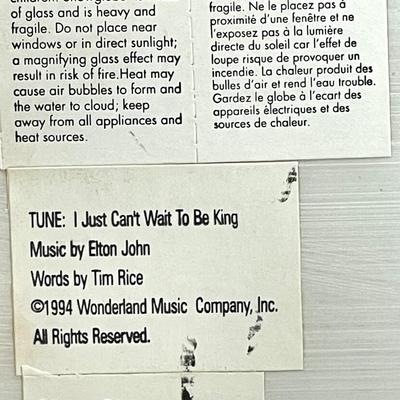 of glass and is heavy and
fragile. Do not place near
windows or in direct sunlight;
a magnifying glass effect may
result in risk of fire.Heat may
cause air bubbles to form and
the water to cloud; keep
away from all appliances and
heat sources.
fragile. Ne le placez pas à
proximité d'une fenêtre et ne
l'exposez pas à la lumière
directe du soleil car l'effet de
loupe risque de provoquer un
incendie. La chaleur produit des
bulles d'air et rend l'eau trouble.
Gardez le globe à l'ecart des
appareils électriques et des
sources de chaleur.
TUNE: I Just Can't Wait To Be King
Music by Elton John
Words by Tim Rice
©1994 Wonderland Music Company, Inc.
All Rights Reserved.